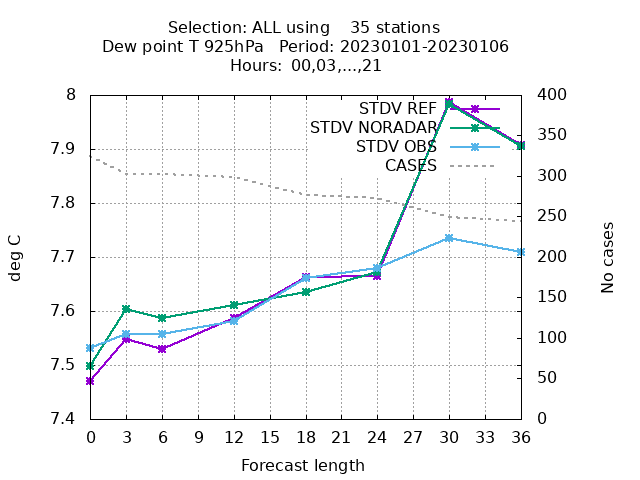 Selection: ALL using    35 stations
Dew point T 925hPa   Period: 20230101-20230106
Hours:  00,03,...,21
8
7.9
7.8
7.7
7.6
7.5
7.4
deg C
STDV REF
STDV NORADAR
STDV OBS
CASES
400
350
300
250
200
150
100
50
0
No cases
0 3 6 9 12 15 18 21 24 27 30 33 36
Forecast length